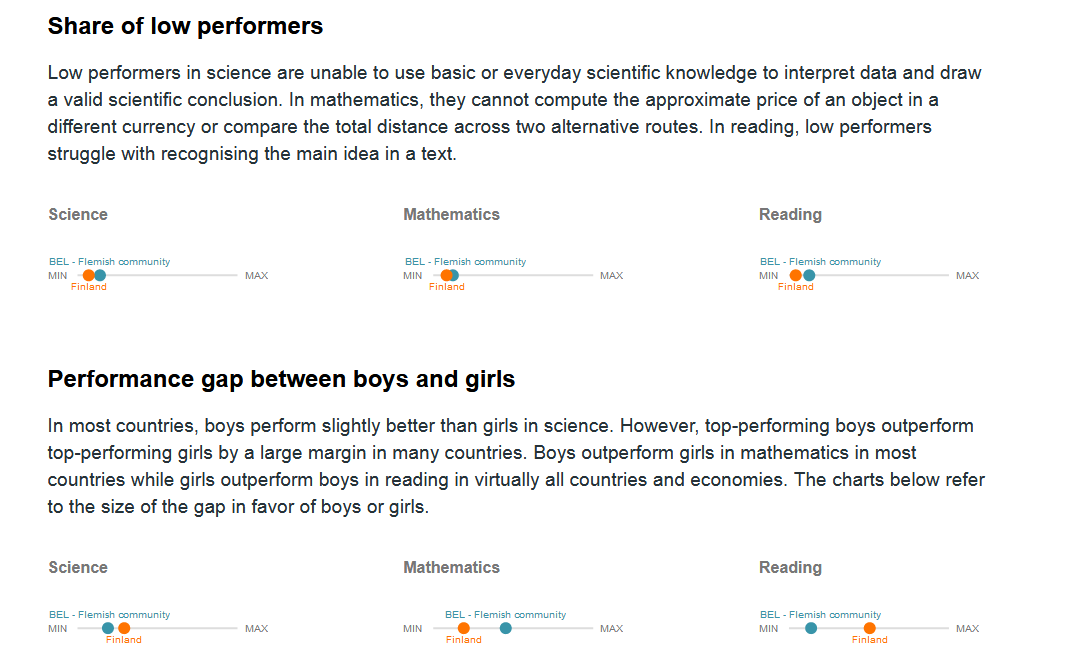 Share of low performers
Low performers in science are unable to use basic or everyday scientific knowledge to interpret data and draw
a valid scientific conclusion. In mathematics, they cannot compute the approximate price of an object in a
different currency or compare the total distance across two alternative routes. In reading, low performers
struggle with recognising the main idea in a text.
Science Mathematics Reading
BEL - Flemish community BEL - Flemish community BEL - Flemish community
MIN MAX MIN MAX MIN MAX
Finland Finland Finland
Performance gap between boys and girls
In most countries, boys perform slightly better than girls in science. However, top-performing boys outperform
top-performing girls by a large margin in many countries. Boys outperform girls in mathematics in most
countries while girls outperform boys in reading in virtually all countries and economies. The charts below refer
to the size of the gap in favor of boys or girls.
Science Mathematics Reading
BEL - Flemish community BEL - Flemish community BEL - Flemish community
MIN MAX MIN MAX MIN MAX
Finland Finland Finland